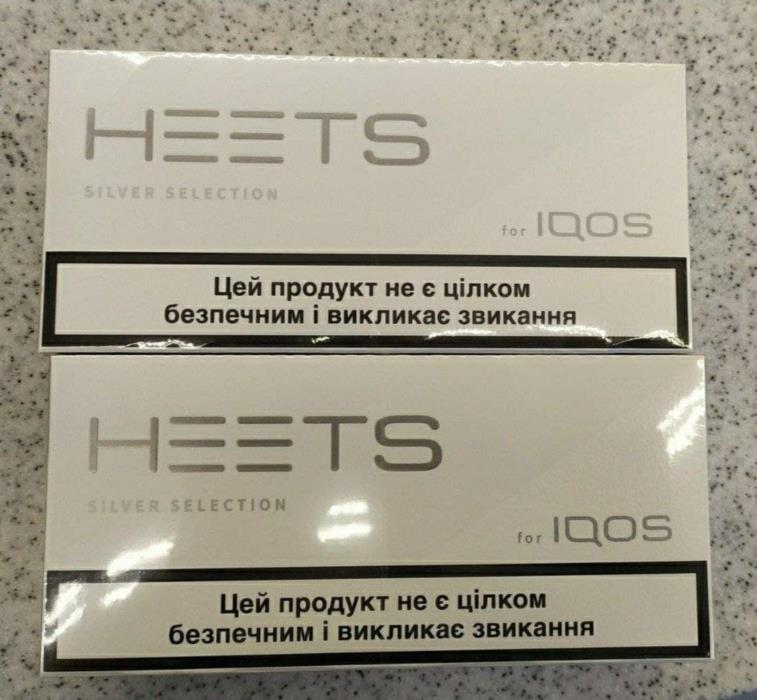 HEETS
SILVER SELECTION
for IQOS
Цей продукт не є цілком
безпечним і викликає звикання
HEETS
SILVER SELECTION
for IQOS
Цей продукт не є цілком
безпечним і викликає звикання